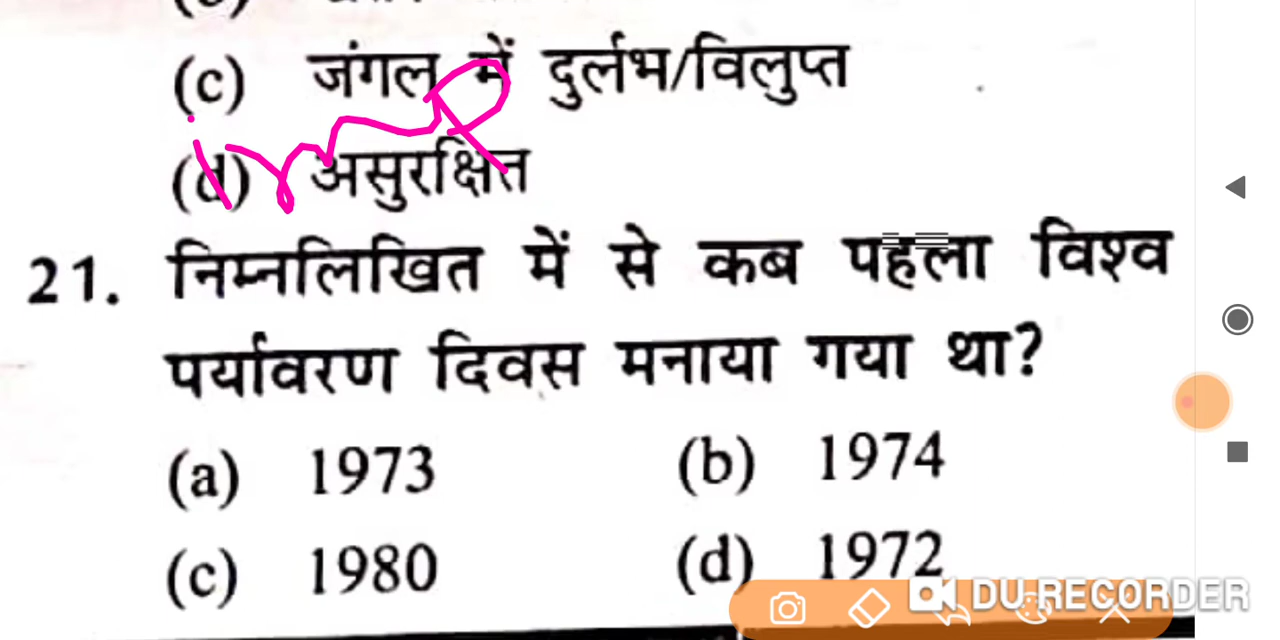 (c) जंगल में दुर्लभ/विलुप्त
imp
(d) असुरक्षित
21. निम्नलिखित में से कब पहला विश्व
पर्यावरण दिवस मनाया गया था?
(a) 1973 (b) 1974
(c) 1980 (d) 1972
DU RECORDER